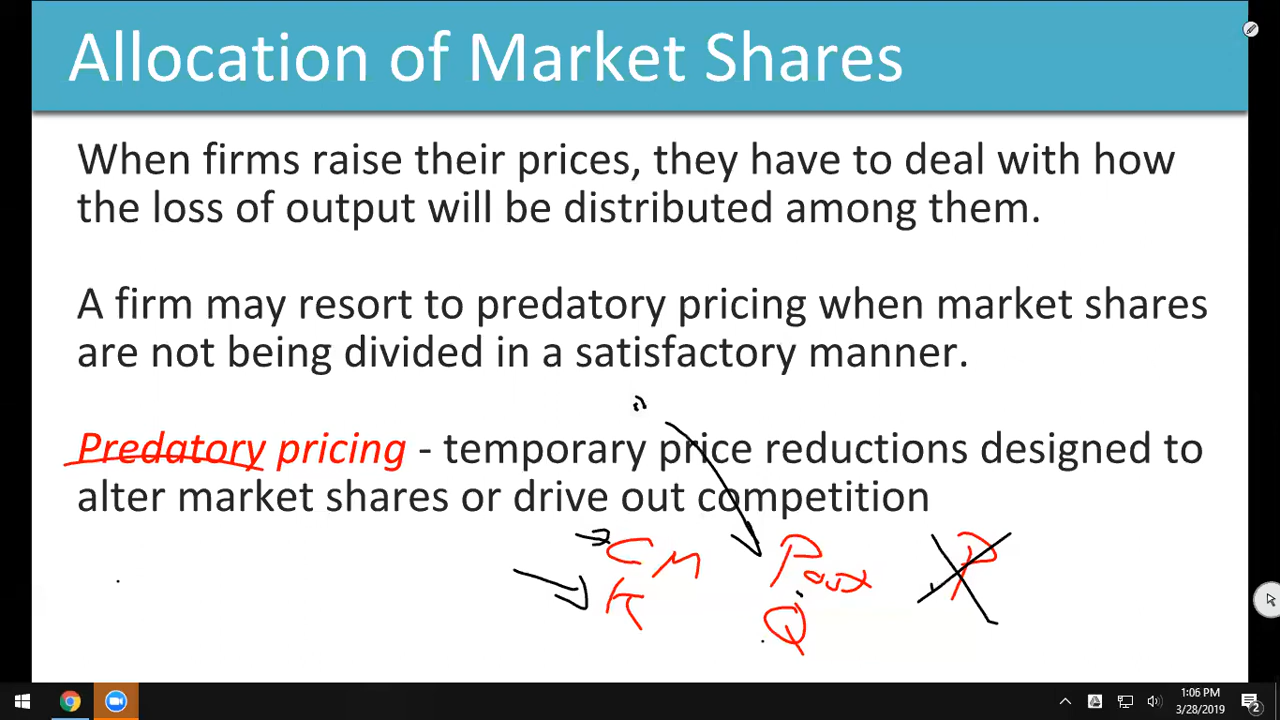 Allocation of Market Shares
When firms raise their prices, they have to deal with how
the loss of output will be distributed among them.
A firm may resort to predatory pricing when market shares
are not being divided in a satisfactory manner.
Predatory pricing - temporary price reductions designed to
alter market shares or drive out competition
CM
P
P
Q
1:06 PM
3/28/2019
2